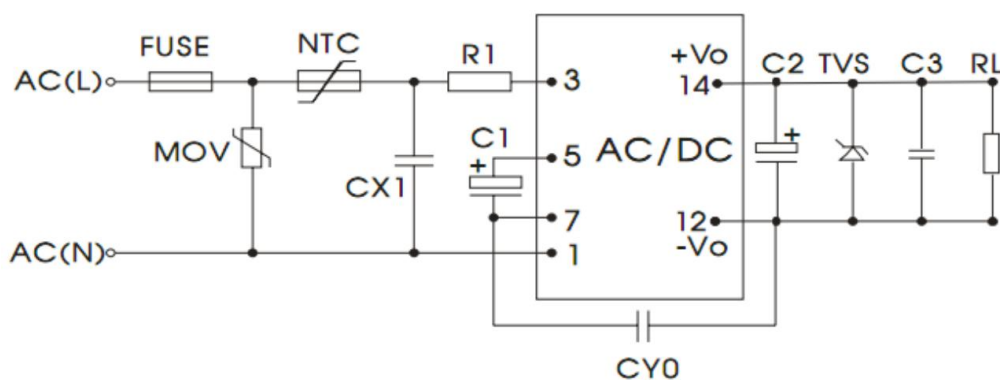 FUSE
NTC
R1
+Vo
C2
TVS
C3
RL
AC(L)
3
14
MOV
CX1
C1
+
5
AC/DC
+
7
12
AC(N)
1
-Vo
CY0